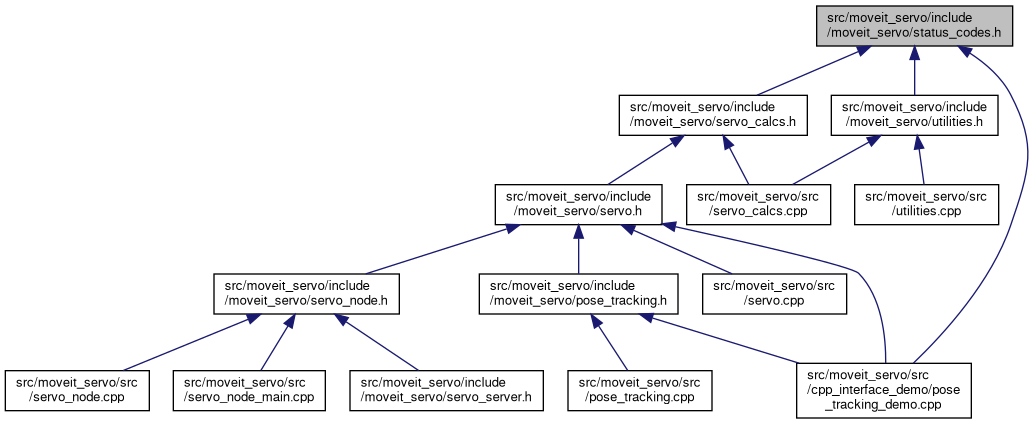 src/moveit_servo/include
/moveit_servo/status_codes.h
src/moveit_servo/include
/moveit_servo/servo_calcs.h
src/moveit_servo/include
/moveit_servo/utilities.h
src/moveit_servo/include
/moveit_servo/servo.h
src/moveit_servo/src
/servo_calcs.cpp
src/moveit_servo/src
/utilities.cpp
src/moveit_servo/include
/moveit_servo/servo_node.h
src/moveit_servo/include
/moveit_servo/pose_tracking.h
src/moveit_servo/src
/servo.cpp
src/moveit_servo/src
/servo_node.cpp
src/moveit_servo/src
/servo_node_main.cpp
src/moveit_servo/include
/moveit_servo/servo_server.h
src/moveit_servo/src
/pose_tracking.cpp
src/moveit_servo/src
/cpp_interface_demo/pose
_tracking_demo.cpp